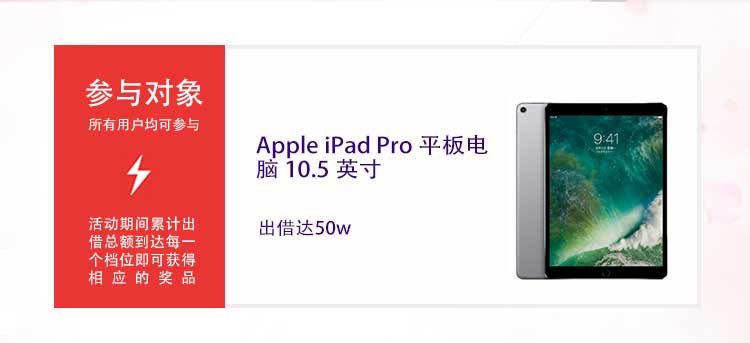 参与对象
所有用户均可参与
活动期间累计出
借总额到达每一
个档位即可获得
相应的奖品
Apple iPad Pro 平板电
脑 10.5 英寸
出借达50w
9:41